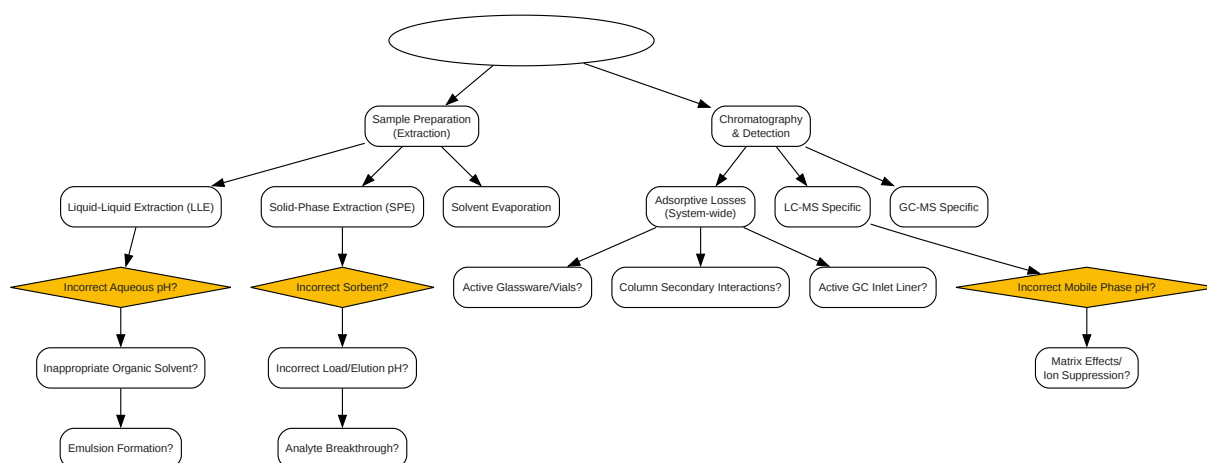 Sample Preparation
(Extraction)
Chromatography
& Detection
Liquid-Liquid Extraction (LLE)
Solid-Phase Extraction (SPE)
Solvent Evaporation
Adsorptive Losses
(System-wide)
LC-MS Specific
GC-MS Specific
Incorrect Aqueous pH?
Incorrect Sorbent?
Active Glassware/Vials?
Column Secondary Interactions?
Active GC Inlet Liner?
Incorrect Mobile Phase pH?
Inappropriate Organic Solvent?
Incorrect Load/Elution pH?
Matrix Effects/
Ion Suppression?
Emulsion Formation?
Analyte Breakthrough?